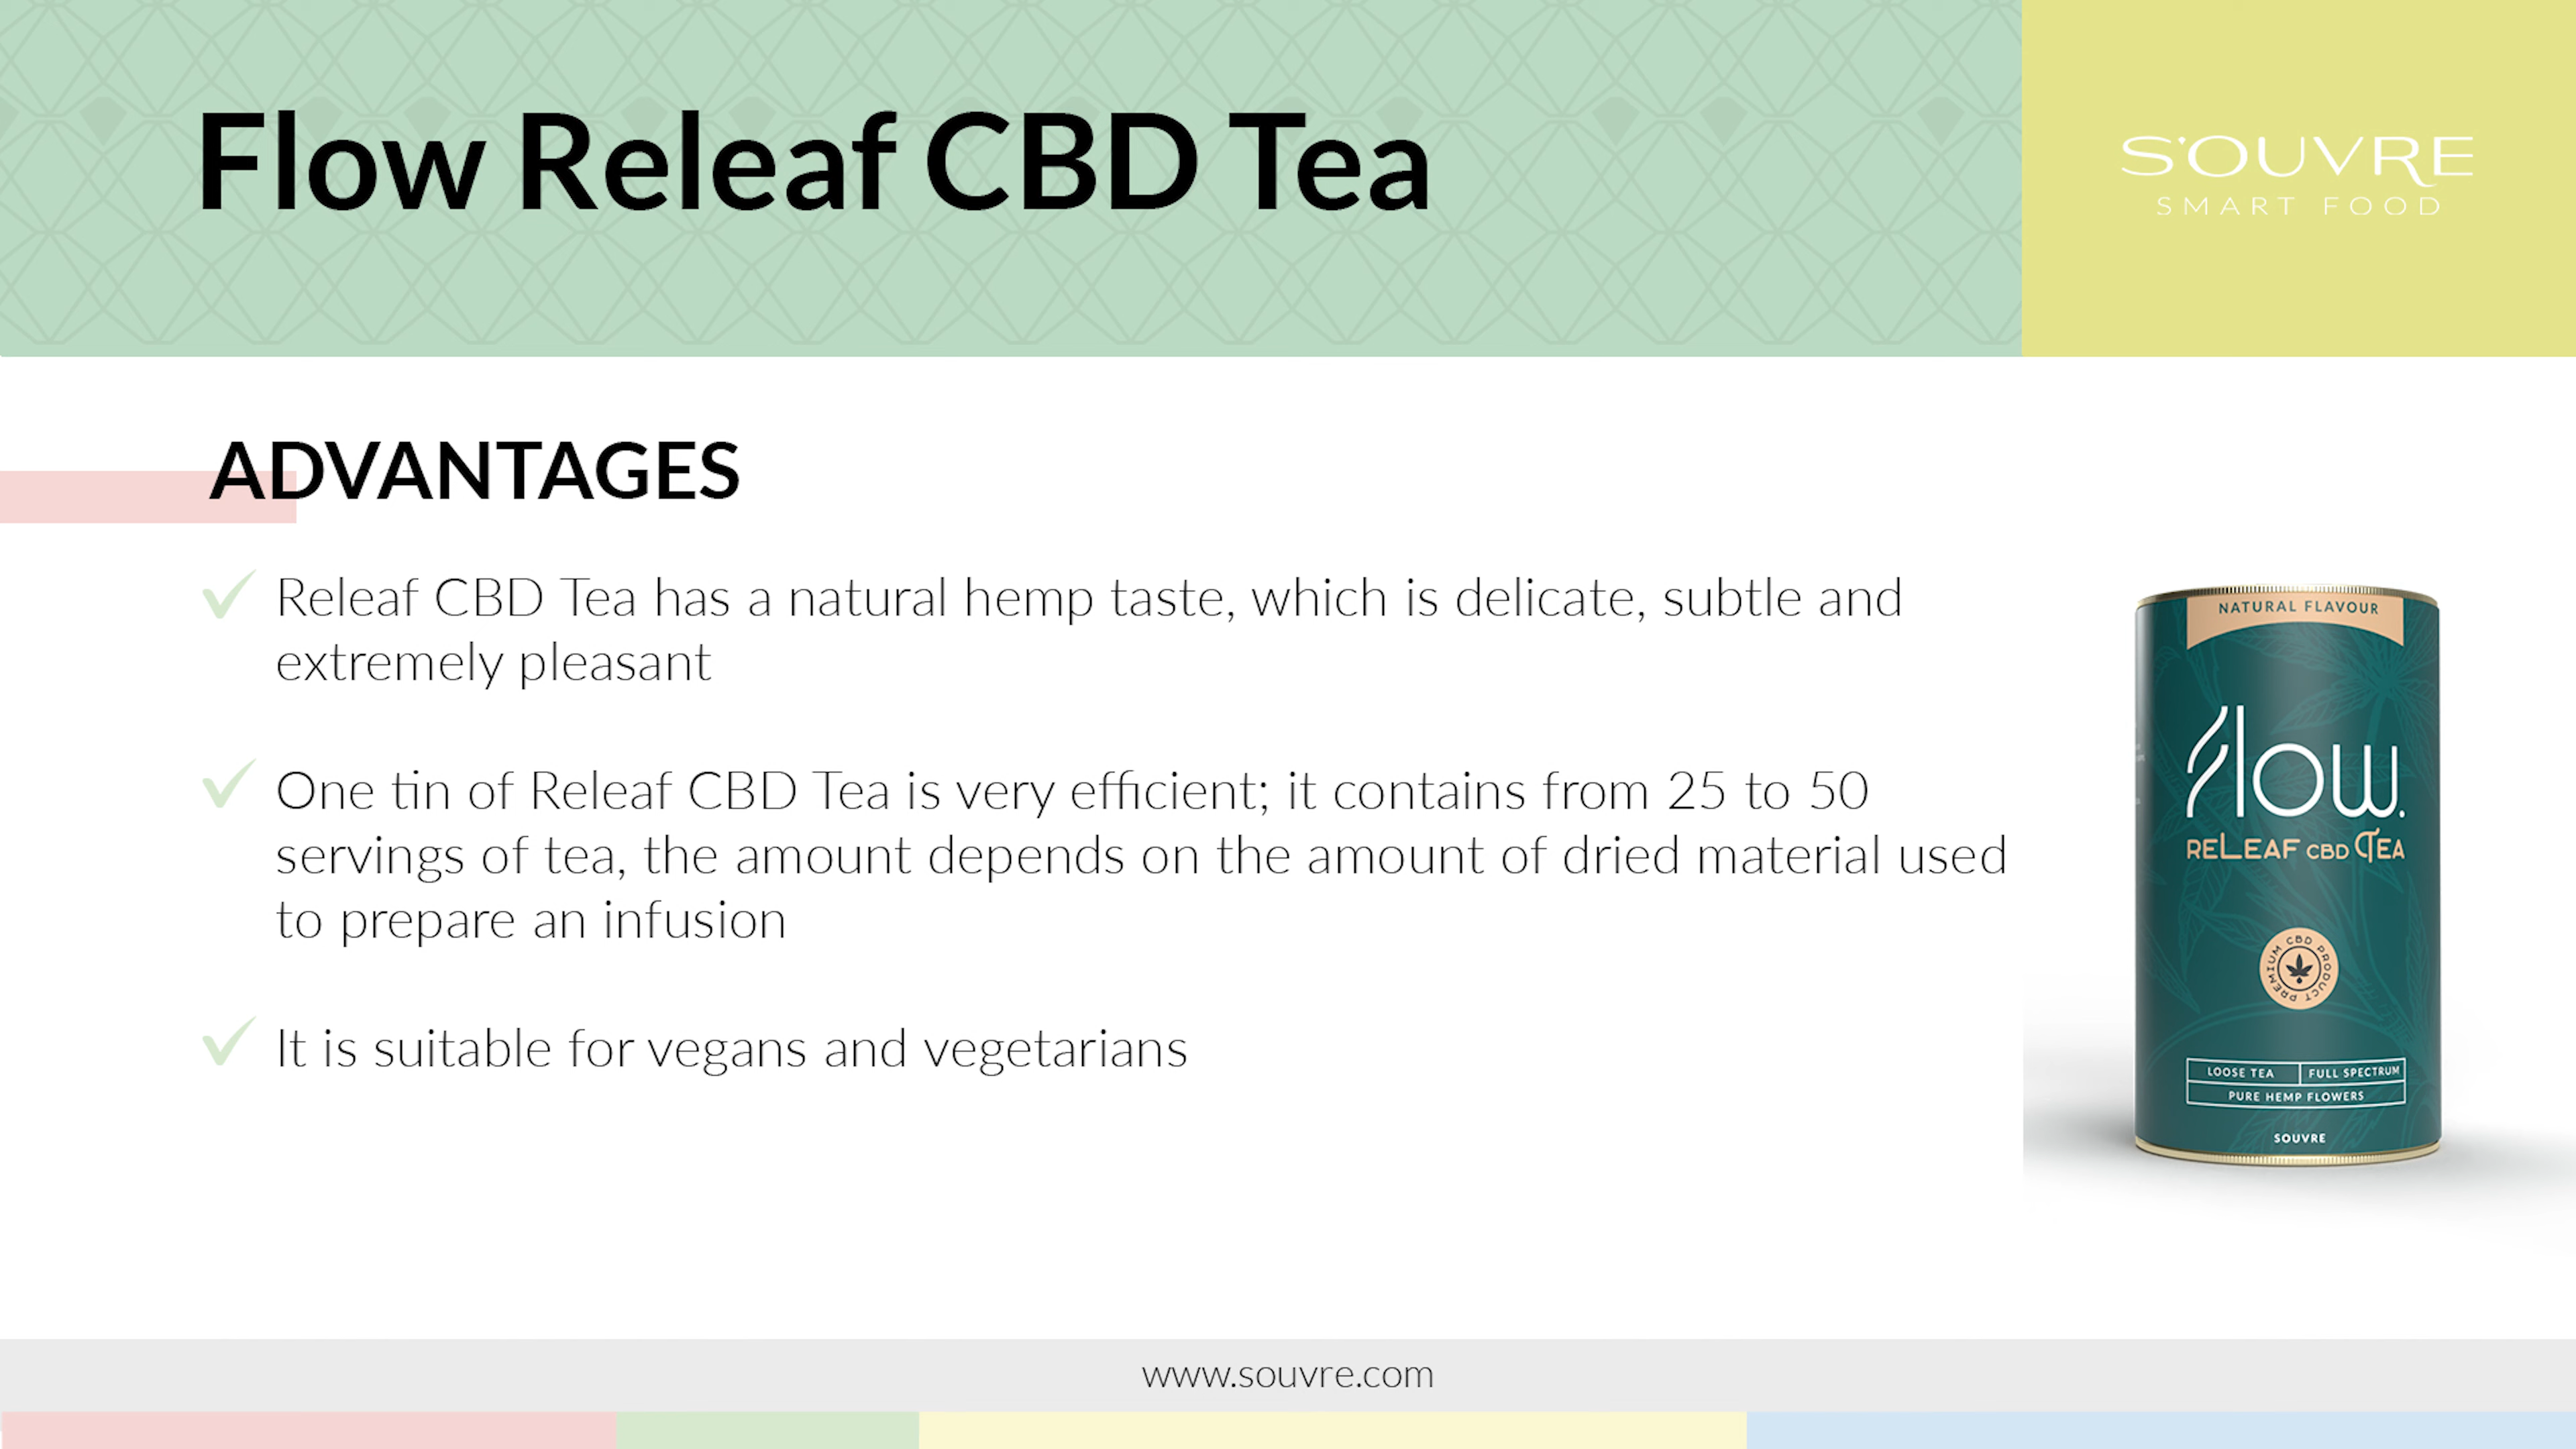 Flow Releaf CBD Tea
S'OUVRE
SMART FOOD
ADVANTAGES
Releaf CBD Tea has a natural hemp taste, which is delicate, subtle and
extremely pleasant
One tin of Releaf CBD Tea is very efficient; it contains from 25 to 50
servings of tea, the amount depends on the amount of dried material used
to prepare an infusion
It is suitable for vegans and vegetarians
NATURAL FLAVOUR
flow.
RELEAF CBD TEA
PREMIUM CBD PRODUCT
LOOSE TEA
FULL SPECTRUM
PURE HEMP FLOWERS
SOUVRE
www.souvre.com